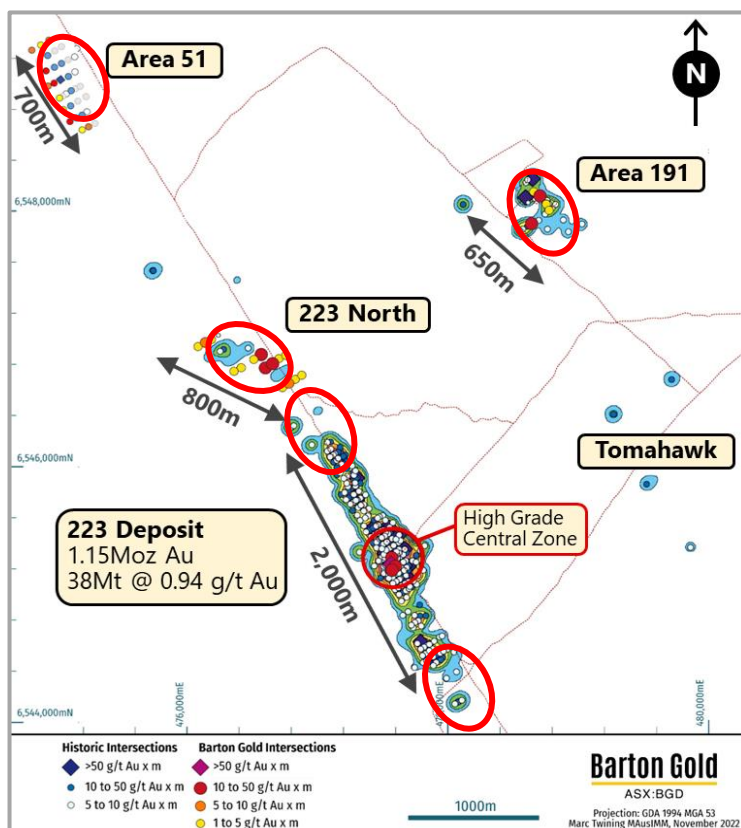 Area 51
700m
N
Area 191
6,548,000mN
650m
223 North
800m
6,546,000mN
Tomahawk
223 Deposit
1.15Moz Au
38Mt @ 0.94 g/t Au
High Grade
Central Zone
2,000m
476,000mE
480,000mE
6,544,000mN
Historic Intersections
>50 g/t Au x m
10 to 50 g/t Au x m
5 to 10 g/t Au x m
Barton Gold Intersections
>50 g/t Au x m
10 to 50 g/t Au x m
5 to 10 g/t Au x m
1 to 5 g/t Au x m
1000m
Barton Gold
ASX:BGD
Projection: GDA 1994 MGA 53
Marc Twining MAusIMM, November 2022